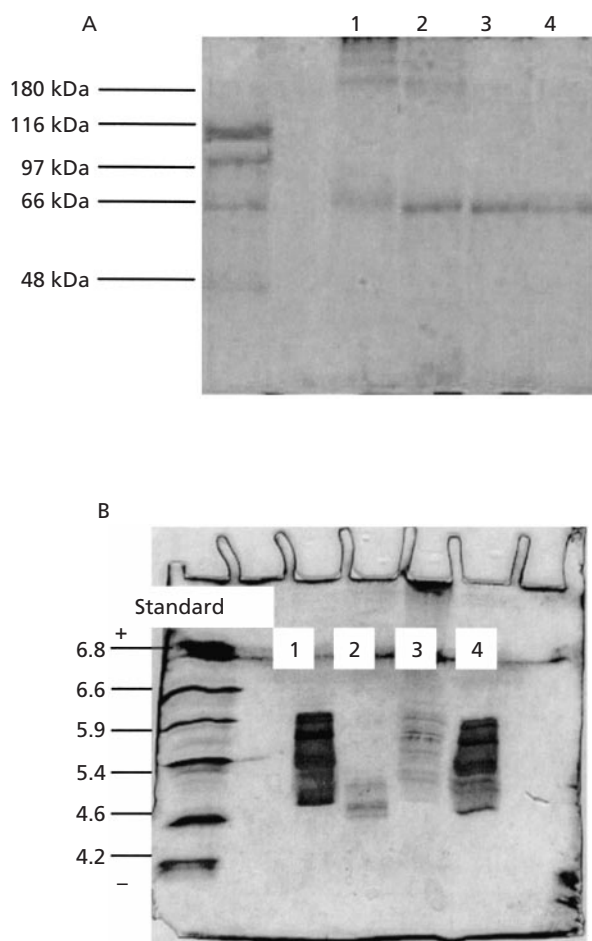 A
1 2 3 4
180 kDa
116 kDa
97 kDa
66 kDa
48 kDa
B
Standard
+
6.8
1 2 3 4
6.6
5.9
5.4
4.6
4.2
–